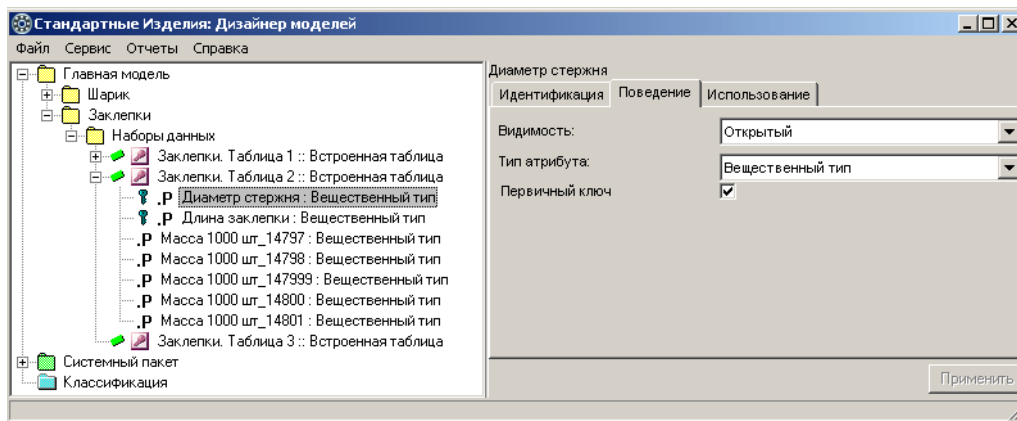 Стандартные Изделия: Дизайнер моделей
Файл Сервис Отчеты Справка
Главная модель
Шарик
Заклепки
Наборы данных
Заклепки. Таблица 1 :: Встроенная таблица
Заклепки. Таблица 2 :: Встроенная таблица
.P Диаметр стержня : Вещественный тип
.P Длина заклепки : Вещественный тип
.P Масса 1000 шт_14797 : Вещественный тип
.P Масса 1000 шт_14798 : Вещественный тип
.P Масса 1000 шт_147999 : Вещественный тип
.P Масса 1000 шт_14800 : Вещественный тип
.P Масса 1000 шт_14801 : Вещественный тип
Заклепки. Таблица 3 :: Встроенная таблица
Системный пакет
Классификация
Диаметр стержня
Идентификация Поведение Использование
Видимость: Открытый
Тип атрибута: Вещественный тип
Первичный ключ
Применить